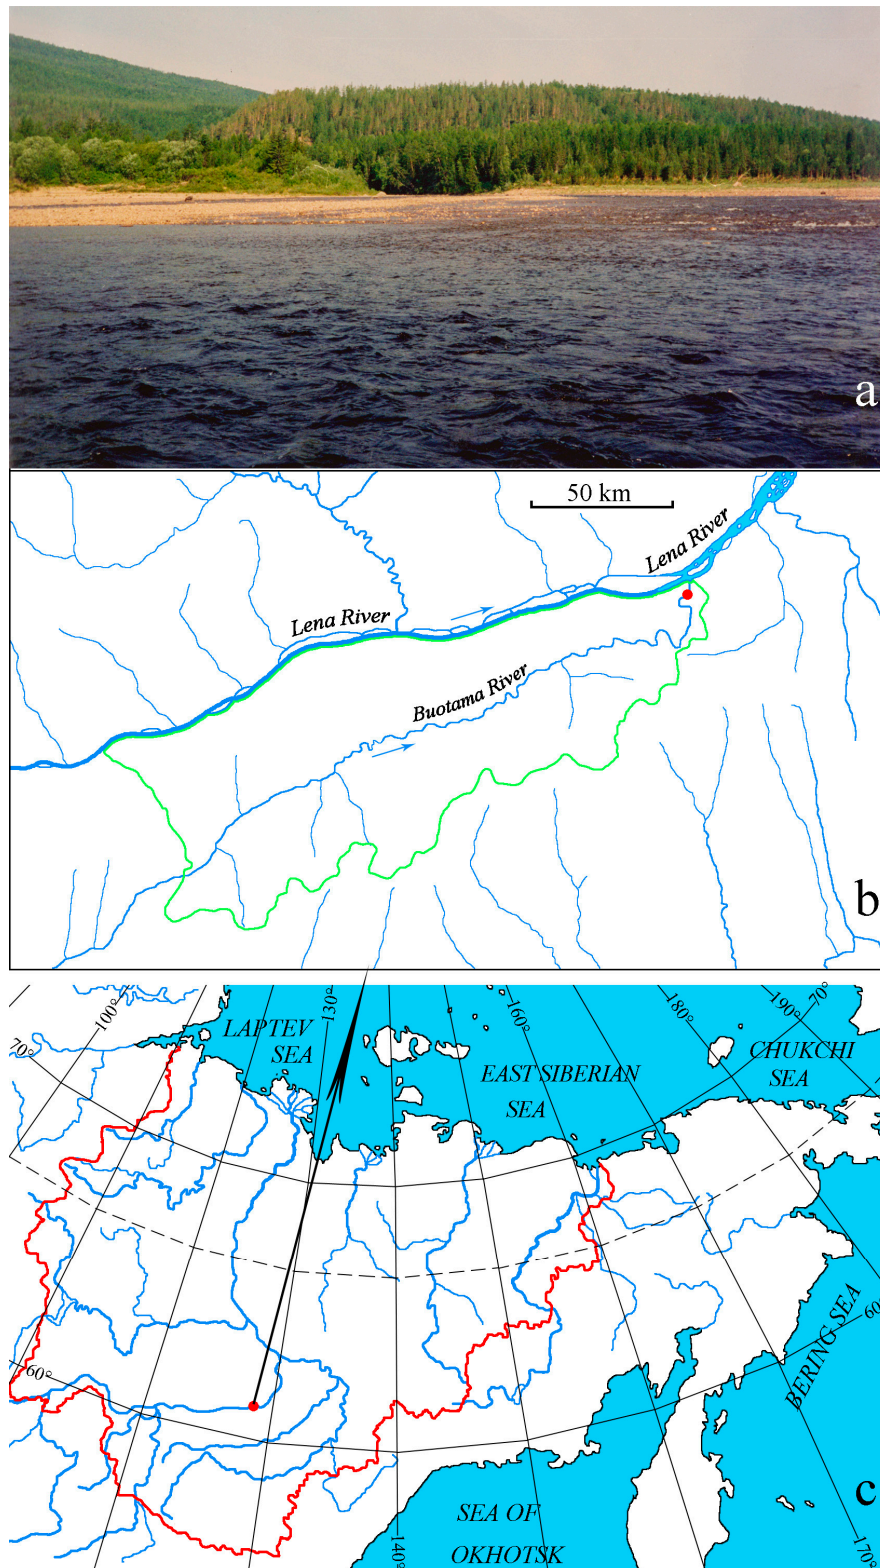 a
50 km
Lena River
Lena River
Buotama River
b
100°
130°
160°
180°
190°
70°
70°
LAPTEV
SEA
EAST SIBERIAN
SEA
CHUKCHI
SEA
60°
60°
BERING SEA
SEA OF
OKHOTSK
140°
170°
c